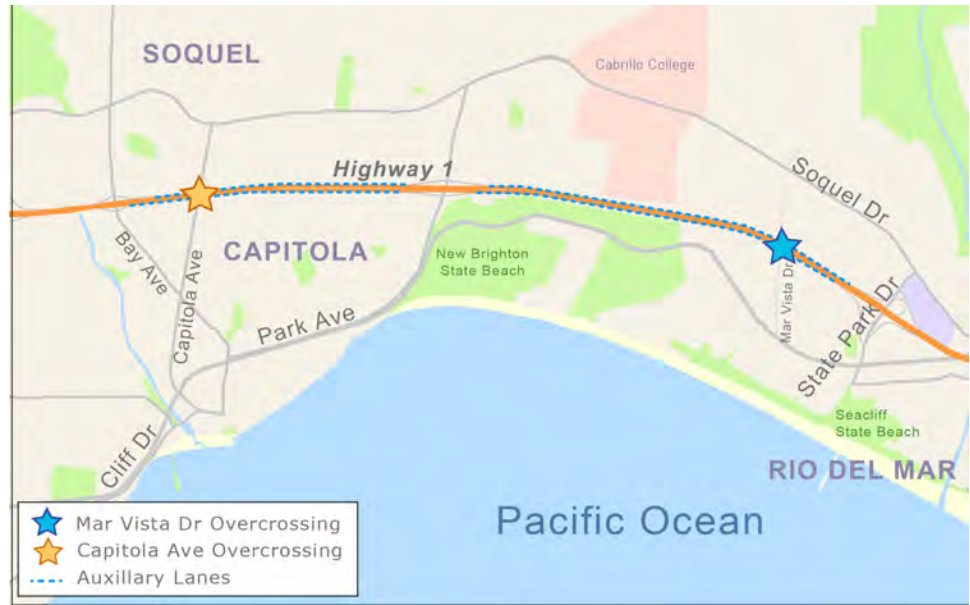 SOQUEL
Cabrillo College
Highway 1
Soquel Dr
Bay Ave
Capitola Ave
CAPITOLA
New Brighton
State Beach
Mar Vista Dr
State Park Dr
Park Ave
Cliff Dr
Seacliff
State Beach
RIO DEL MAR
Pacific Ocean
Mar Vista Dr Overcrossing
Capitola Ave Overcrossing
Auxillary Lanes